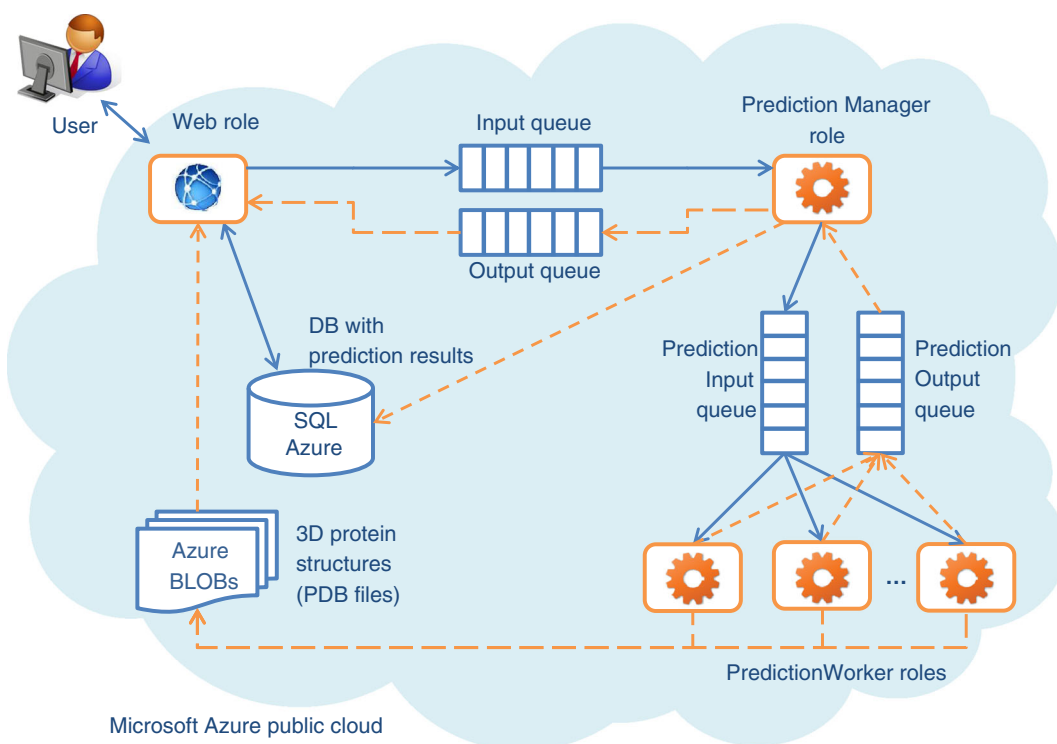 User
Web role
Input queue
Prediction Manager
role
Output queue
DB with
prediction results
SQL
Azure
Prediction
Input
queue
Prediction
Output
queue
Azure
BLOBs
3D protein
structures
(PDB files)
...
PredictionWorker roles
Microsoft Azure public cloud